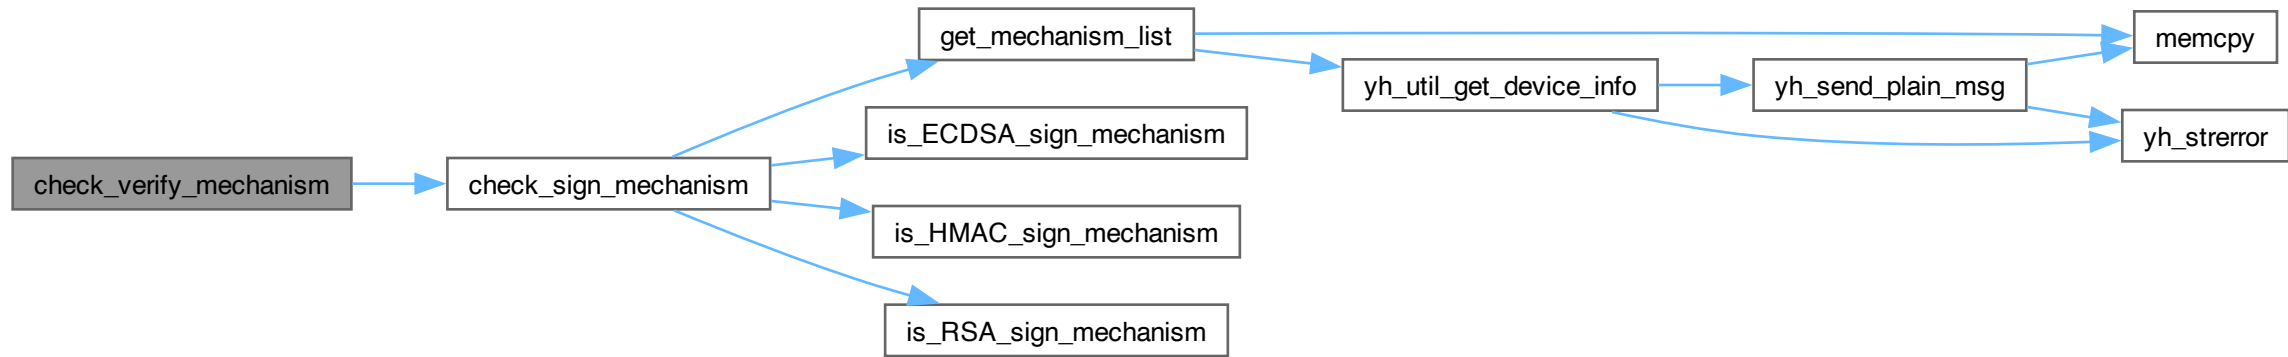 check_verify_mechanism
check_sign_mechanism
get_mechanism_list
is_ECDSA_sign_mechanism
is_HMAC_sign_mechanism
is_RSA_sign_mechanism
yh_util_get_device_info
yh_send_plain_msg
memcpy
yh_strerror